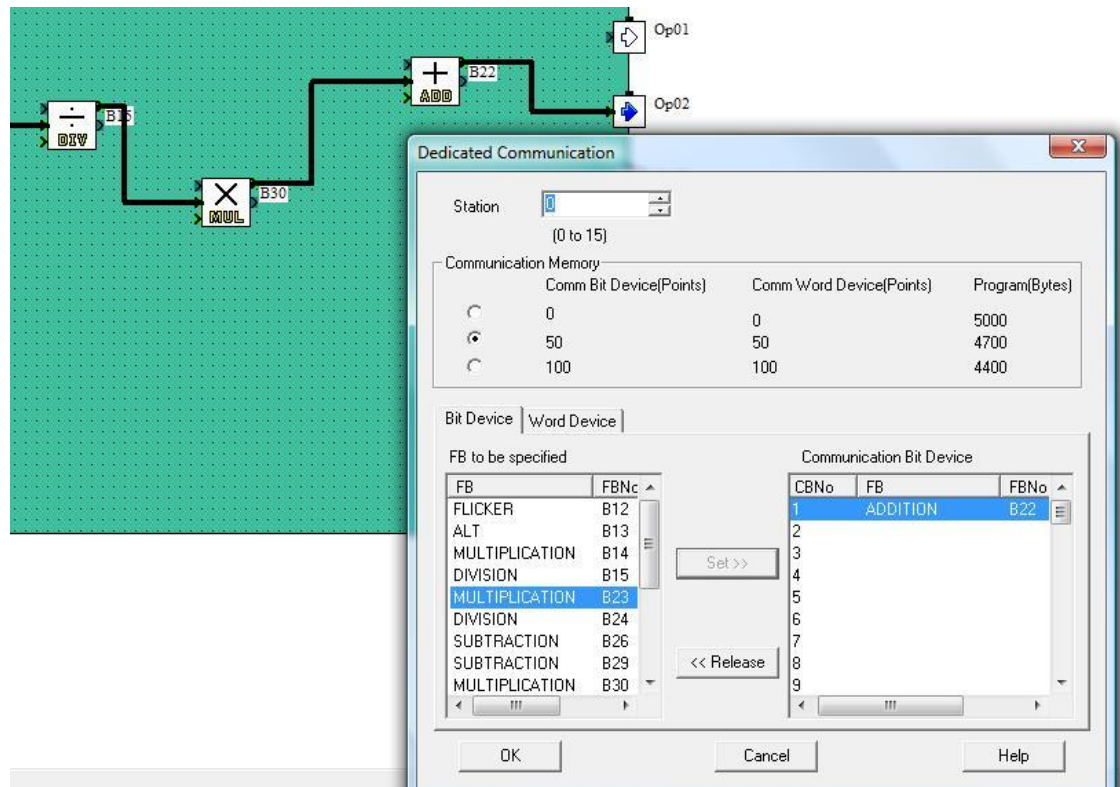 Op01
+
ADD
B22
Op02
÷
DIV
B15
×
MUL
B30
Dedicated Communication
Station
0
(0 to 15)
Communication Memory
Comm Bit Device(Points) Comm Word Device(Points) Program(Bytes)
0 0 5000
50 50 4700
100 100 4400
Bit Device Word Device
FB to be specified Communication Bit Device
FB FBNo CBNo FB FBNo
FLICKER B12 1 ADDITION B22
ALT B13 2
MULTIPLICATION B14 3
DIVISION B15 4
MULTIPLICATION B23 5
DIVISION B24 6
SUBTRACTION B26 7
SUBTRACTION B29 8
MULTIPLICATION B30 9
Set >>
<< Release
OK Cancel Help